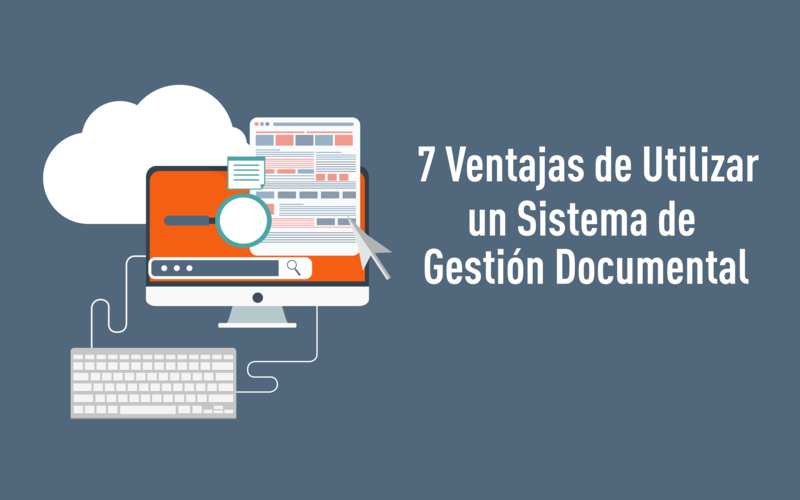 7 Ventajas de Utilizar
un Sistema de
Gestión Documental